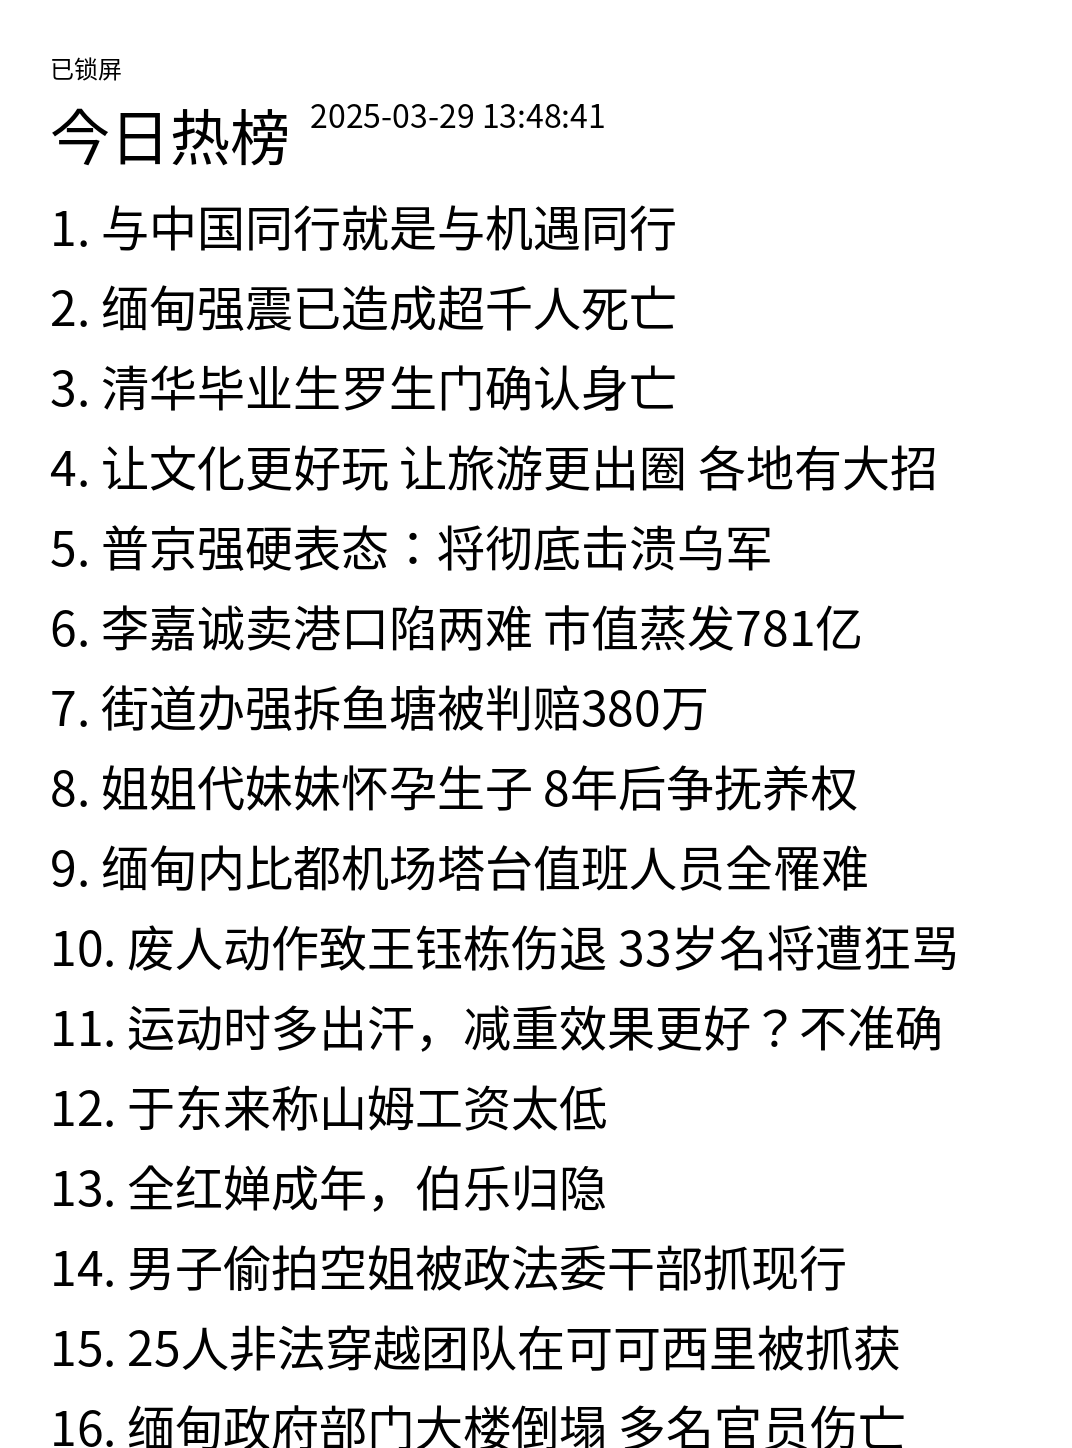 已锁屏
今日热榜 2025-03-29 13:48:41
1. 与中国同行就是与机遇同行
2. 缅甸强震已造成超千人死亡
3. 清华毕业生罗生门确认身亡
4. 让文化更好玩 让旅游更出圈 各地有大招
5. 普京强硬表态：将彻底击溃乌军
6. 李嘉诚卖港口陷两难 市值蒸发781亿
7. 街道办强拆鱼塘被判赔380万
8. 姐姐代妹妹怀孕生子 8年后争抚养权
9. 缅甸内比都机场塔台值班人员全罹难
10. 废人动作致王钰栋伤退 33岁名将遭狂骂
11. 运动时多出汗，减重效果更好？不准确
12. 于东来称山姆工资太低
13. 全红婵成年，伯乐归隐
14. 男子偷拍空姐被政法委干部抓现行
15. 25人非法穿越团队在可可西里被抓获
16. 缅甸政府部门大楼倒塌 多名官员伤亡